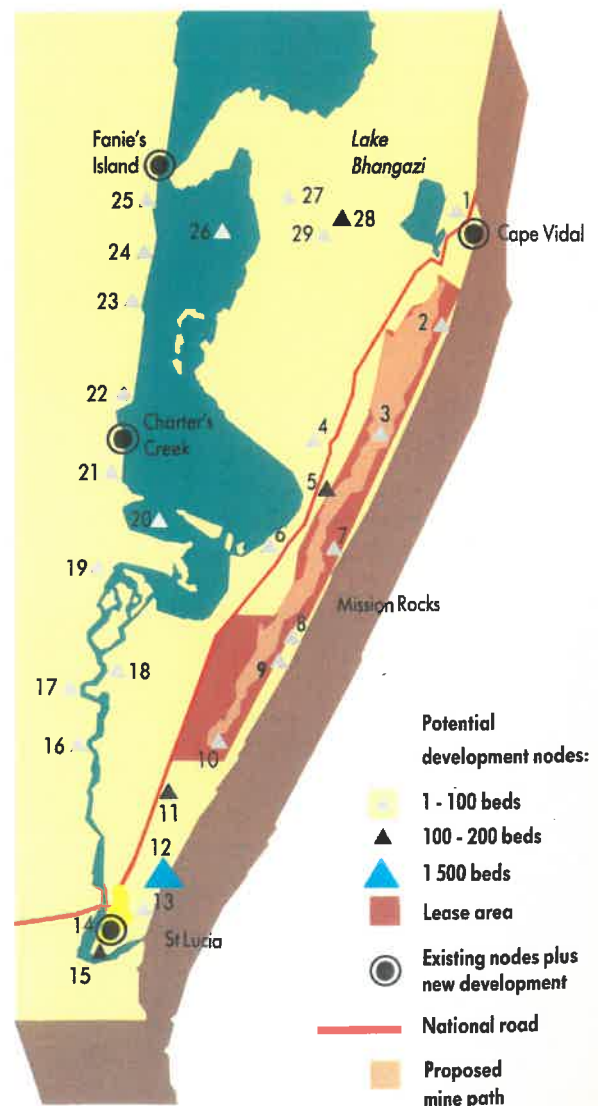 Fanie's
Island
Lake
Bhangazi
25
27
28
1
26
29
Cape Vidal
24
23
2
22
Charter's
Creek
4
3
21
5
20
6
7
19
Mission Rocks
8
18
9
17
16
10
11
12
13
14
St Lucia
15
Potential
development nodes:
1 - 100 beds
100 - 200 beds
1 500 beds
Lease area
Existing nodes plus
new development
National road
Proposed
mine path